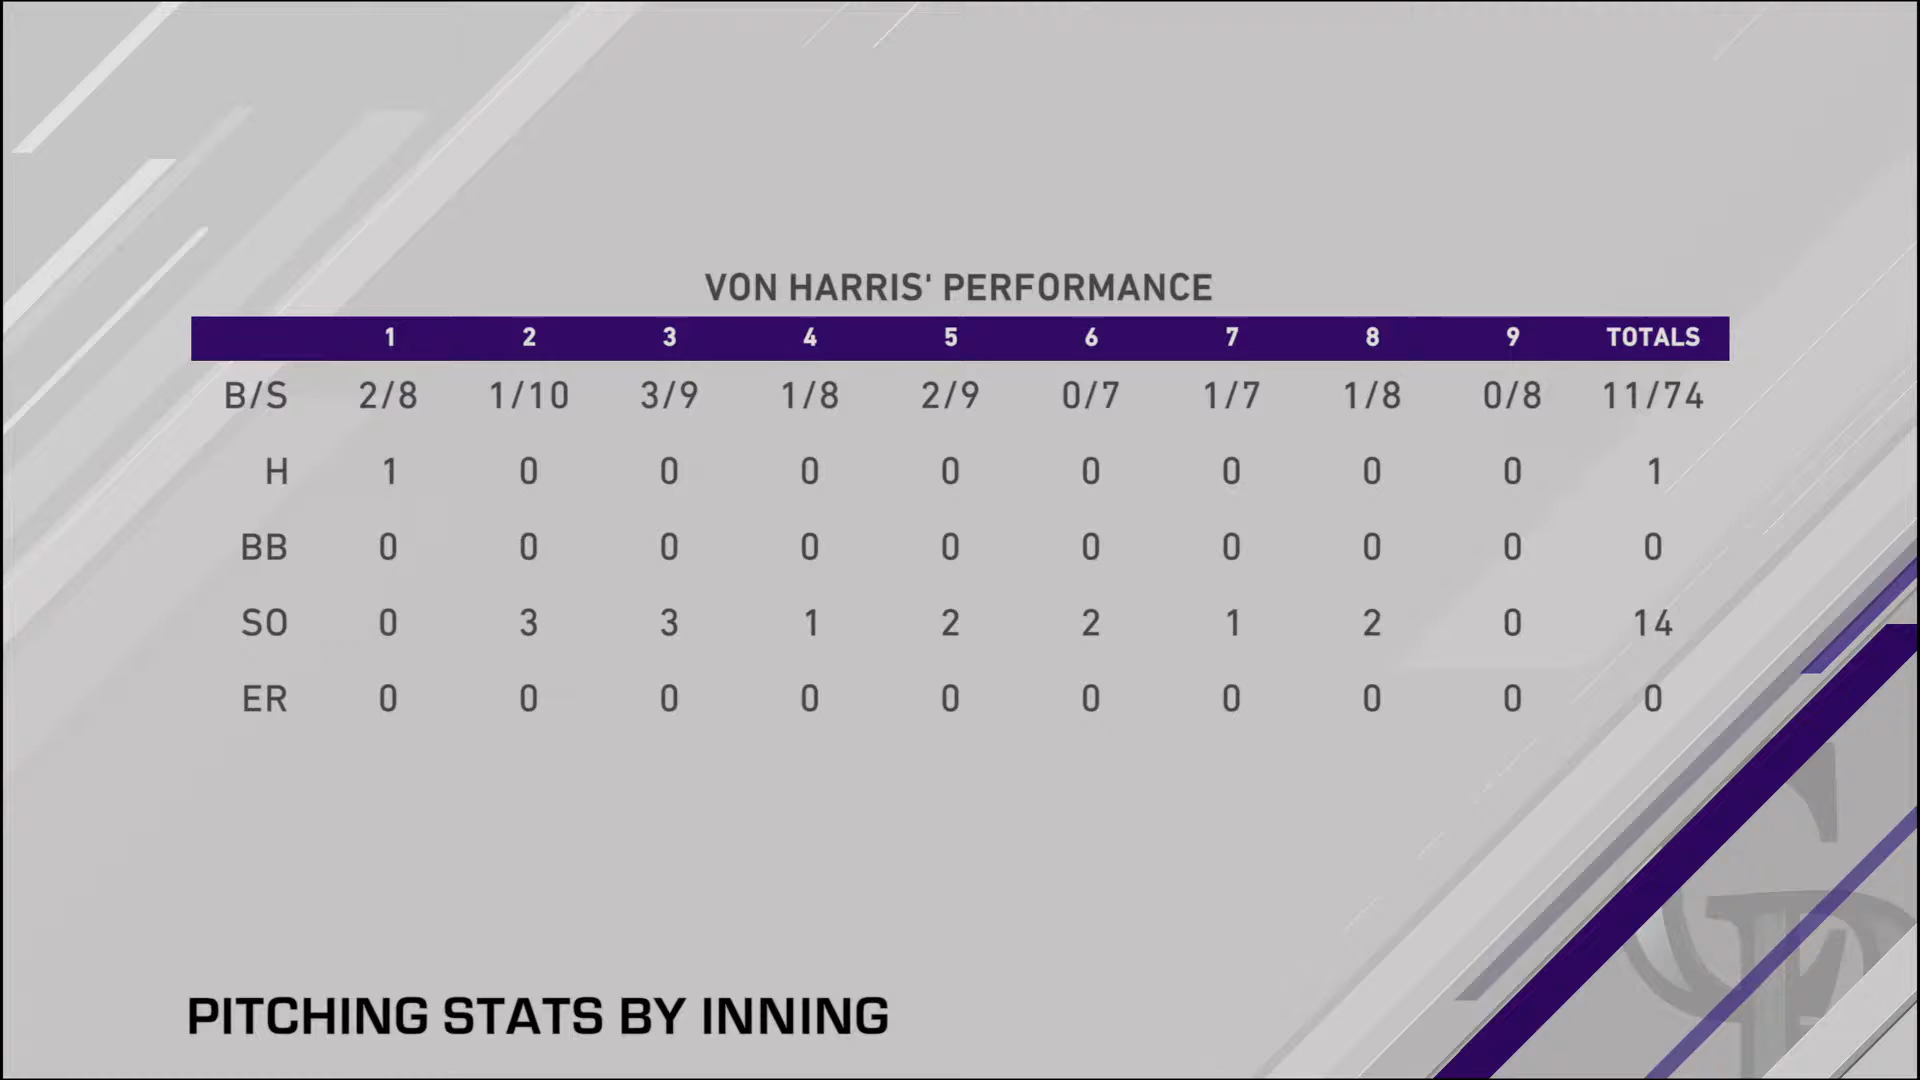 VON HARRIS' PERFORMANCE
1 2 3 4 5 6 7 8 9 TOTALS
B/S 2/8 1/10 3/9 1/8 2/9 0/7 1/7 1/8 0/8 11/74
H 1 0 0 0 0 0 0 0 0 1
BB 0 0 0 0 0 0 0 0 0 0
SO 0 3 3 1 2 2 1 2 0 14
ER 0 0 0 0 0 0 0 0 0 0
PITCHING STATS BY INNING